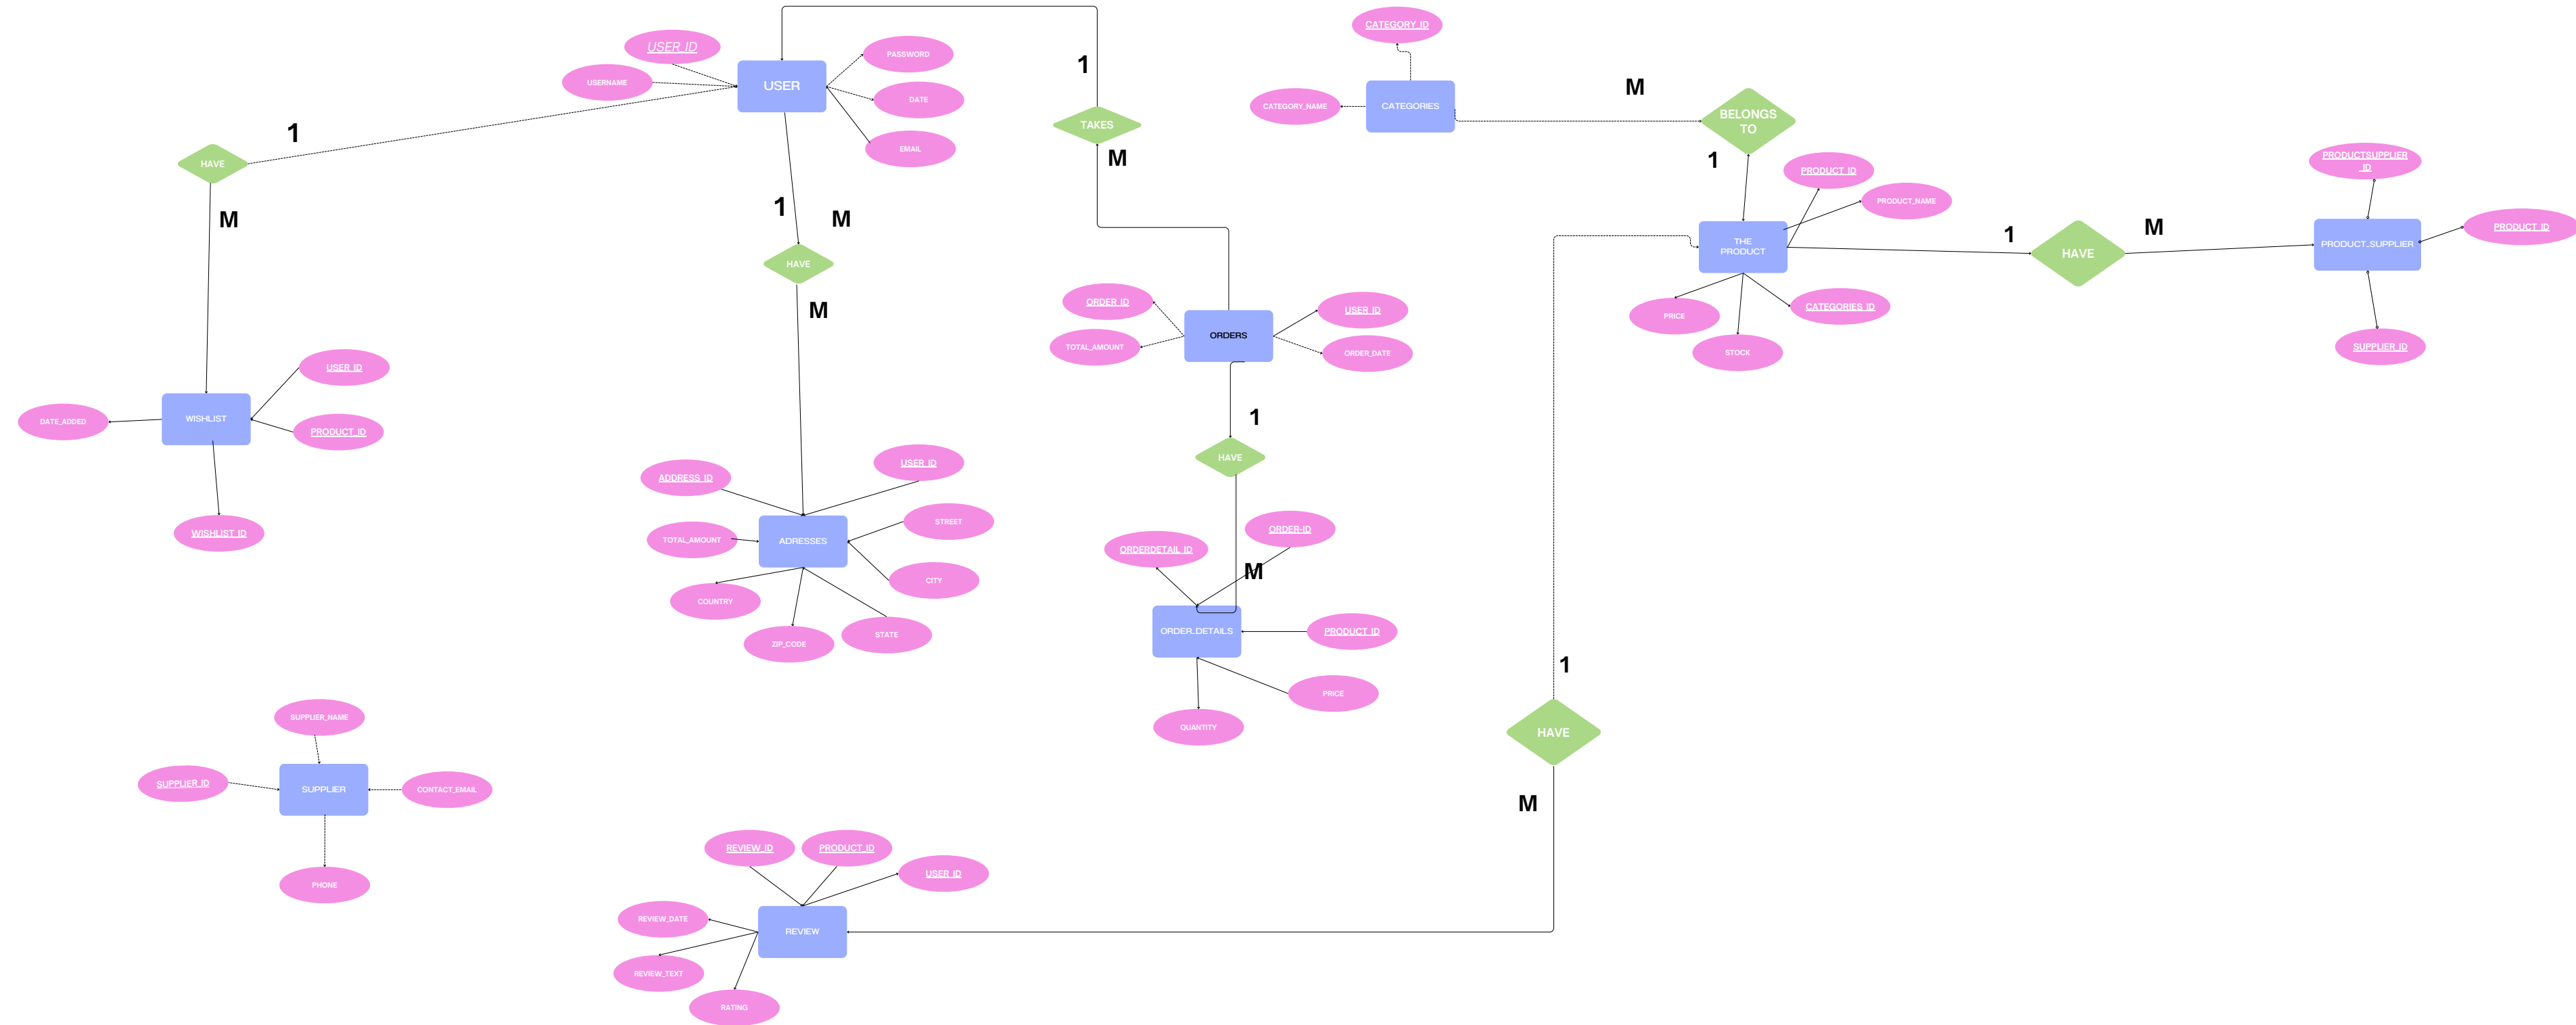 CATEGORY_ID
USER_ID
PASSWORD
USERNAME
USER
DATE
EMAIL
1
1
HAVE
M
TAKES
M
CATEGORIES
CATEGORY_NAME
M
BELONGS
TO
1
PRODUCT_ID
PRODUCT_NAME
THE
PRODUCT
PRICE
STOCK
CATEGORIES_ID
1
HAVE
M
PRODUCTSUPPLIER
_ID
PRODUCT_ID
PRODUCT_SUPPLIER
SUPPLIER_ID
1
M
HAVE
M
ORDER_ID
USER_ID
ORDERS
TOTAL_AMOUNT
ORDER_DATE
1
HAVE
USER_ID
DATE_ADDED
WISHLIST
PRODUCT_ID
WISHLIST_ID
ADDRESS_ID
USER_ID
STREET
TOTAL_AMOUNT
ADRESSES
CITY
COUNTRY
STATE
ZIP_CODE
ORDER-ID
ORDERDETAIL_ID
M
ORDER_DETAILS
PRODUCT_ID
PRICE
QUANTITY
1
HAVE
M
SUPPLIER_NAME
SUPPLIER_ID
SUPPLIER
CONTACT_EMAIL
PHONE
REVIEW_ID
PRODUCT_ID
USER_ID
REVIEW_DATE
REVIEW
REVIEW_TEXT
RATING